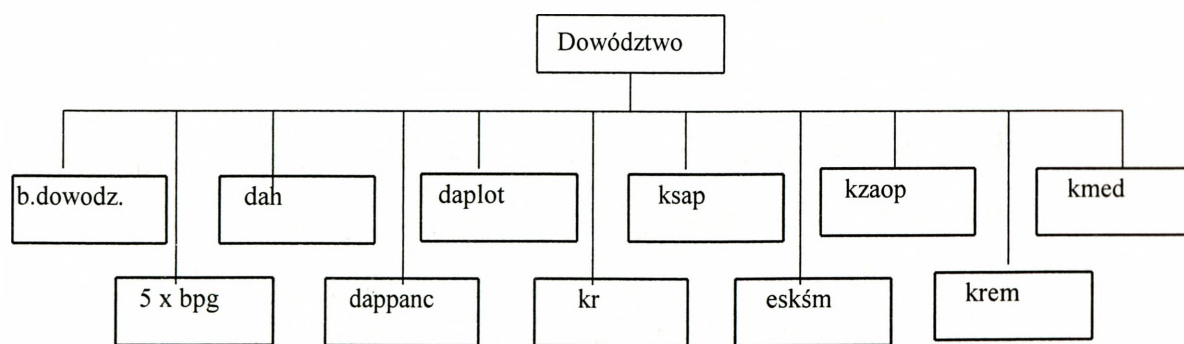 Dowództwo
b.dowodz.
dah
daplot
ksap
kzaop
kmed
5 x bpg
dappanc
kr
eskśm
krem